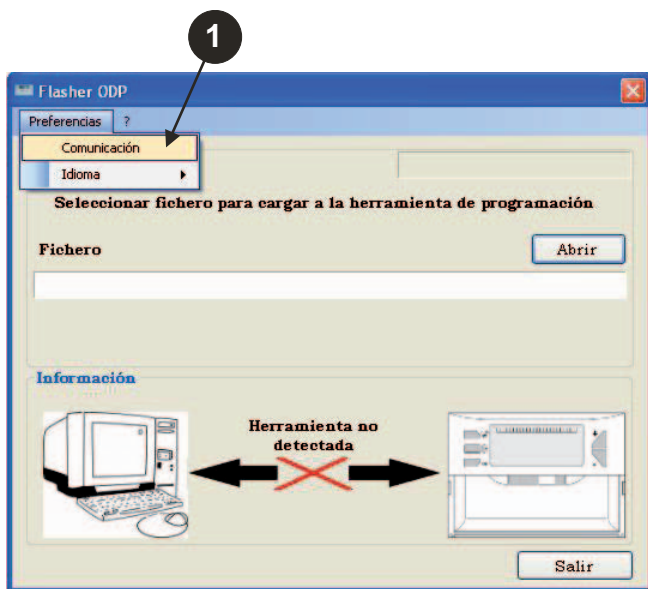 1
Flasher ODP
Preferencias ?
Comunicación
Idioma
Seleccionar fichero para cargar a la herramienta de programación
Fichero
Abrir
Información
Herramienta no
detectada
Salir